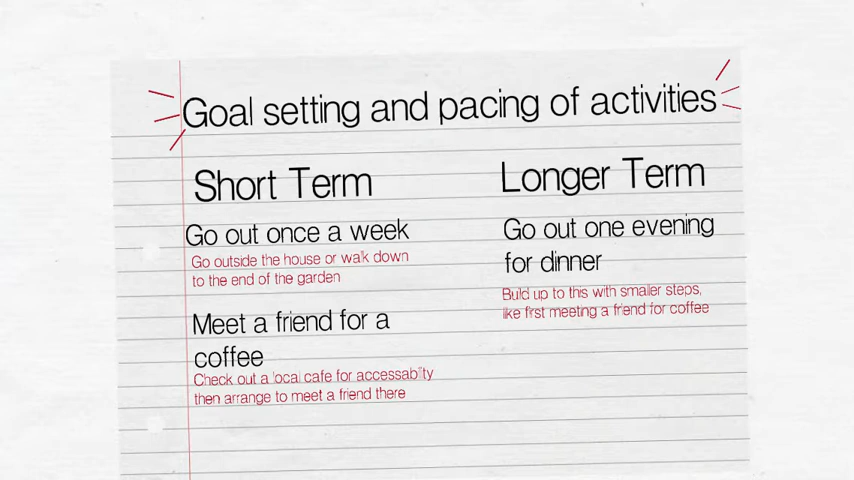 Goal setting and pacing of activities
Short Term
Go out once a week
Go outside the house or walk down
to the end of the garden
Meet a friend for a
coffee
Check out a local cafe for accessability
then arrange to meet a friend there
Longer Term
Go out one evening
for dinner
Build up to this with smaller steps,
like first meeting a friend for coffee